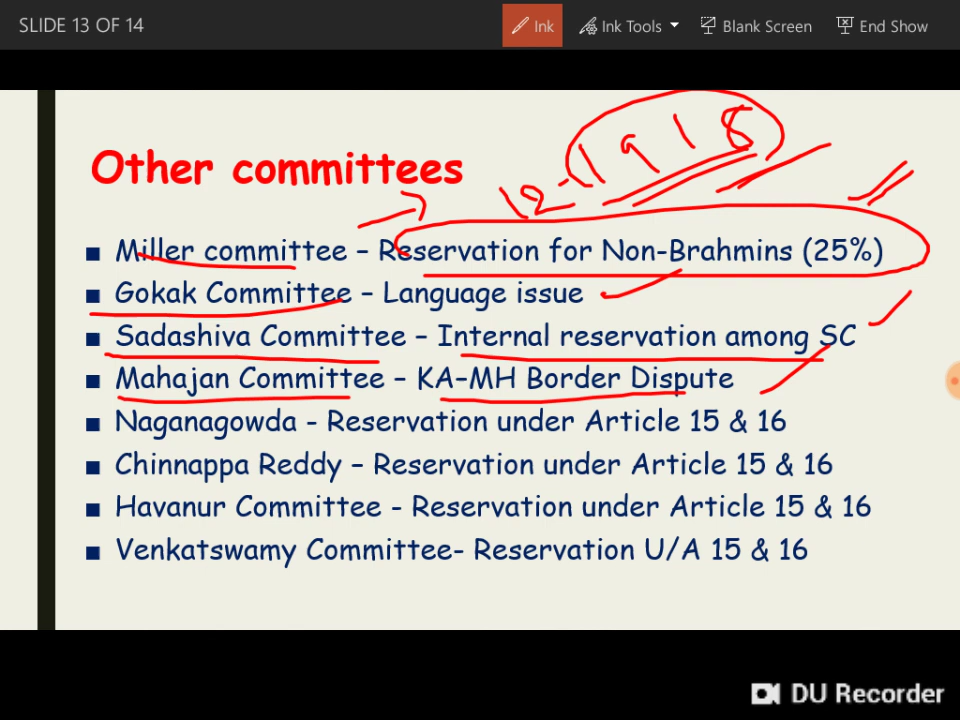 SLIDE 13 OF 14 Ink Ink Tools Blank Screen End Show
1918
Other committees
■ Miller committee – Reservation for Non-Brahmins (25%)
■ Gokak Committee – Language issue
■ Sadashiva Committee – Internal reservation among SC
■ Mahajan Committee – KA–MH Border Dispute
■ Naganagowda - Reservation under Article 15 & 16
■ Chinnappa Reddy – Reservation under Article 15 & 16
■ Havanur Committee - Reservation under Article 15 & 16
■ Venkatswamy Committee- Reservation U/A 15 & 16
DU Recorder